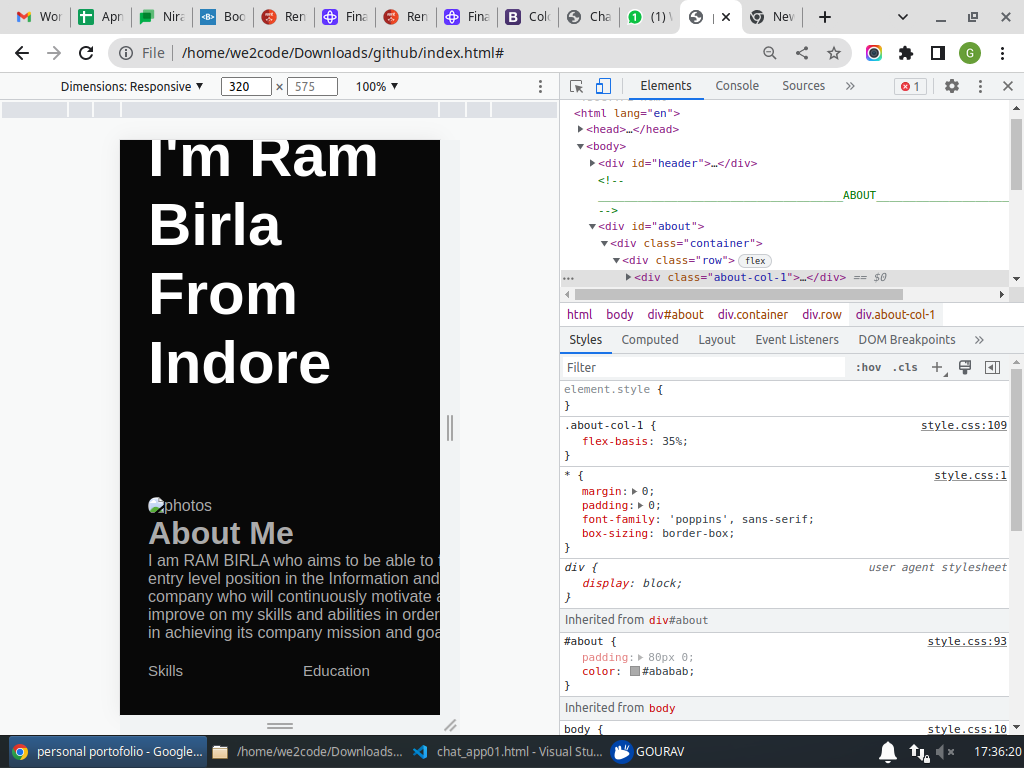 Wor
Apn
Nira
Boo
Ren
Fina
Ren
Fina
Colo
Cha
(1) \
New
File
/home/we2code/Downloads/github/index.html#
G
Dimensions: Responsive ▼ 320 × 575 100% ▼
I'm Ram
Birla
From
Indore
photos
About Me
I am RAM BIRLA who aims to be able to
entry level position in the Information and
company who will continuously motivate a
improve on my skills and abilities in order
in achieving its company mission and goa
Skills Education
Elements Console Sources » 1
<html lang="en">
▶<head>…</head>
▼<body>
▶<div id="header">…</div>
<!--
ABOUT
-->
▼<div id="about">
▼<div class="container">
▼<div class="row"> flex
… ▶<div class="about-col-1">…</div> == $0
html body div#about div.container div.row div.about-col-1
Styles Computed Layout Event Listeners DOM Breakpoints »
Filter :hov .cls +
element.style {
}
.about-col-1 { style.css:109
flex-basis: 35%;
}
* { style.css:1
margin:▶ 0;
padding:▶ 0;
font-family: 'poppins', sans-serif;
box-sizing: border-box;
}
div { user agent stylesheet
display: block;
}
Inherited from div#about
#about { style.css:93
padding:▶ 80px 0;
color: #ababab;
}
Inherited from body
body { style.css:10
personal portofolio - Google... /home/we2code/Downloads... chat_app01.html - Visual Stu... GOURAV 17:36:20